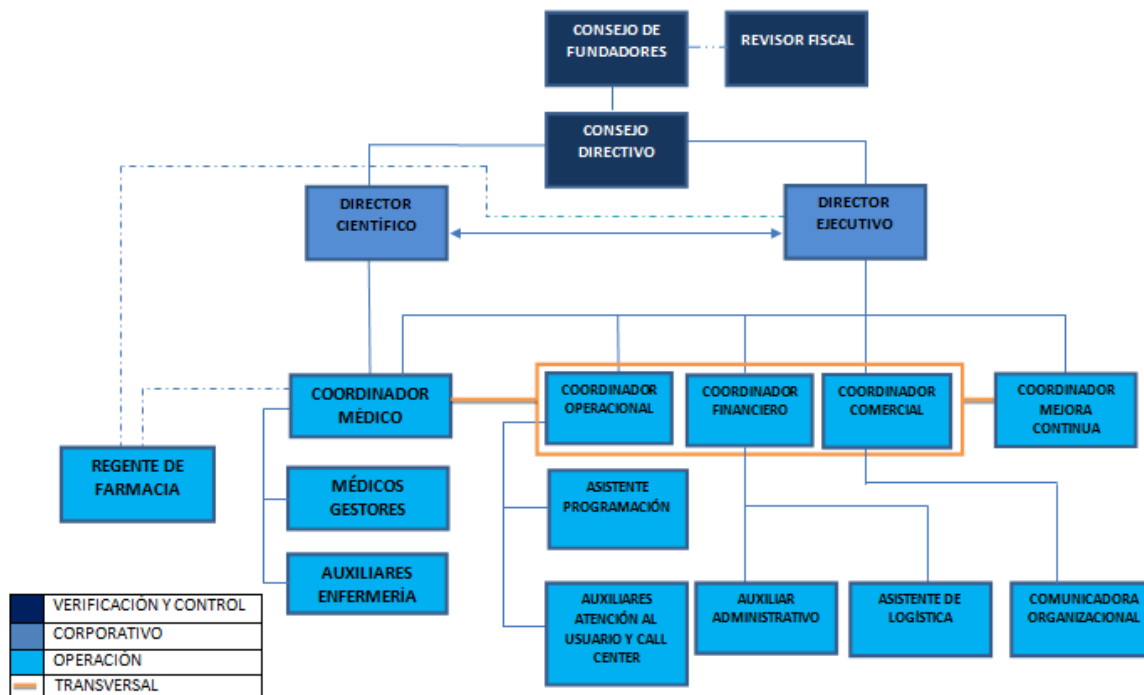 CONSEJO DE
FUNDADORES
REVISOR FISCAL
CONSEJO
DIRECTIVO
DIRECTOR
CIENTÍFICO
DIRECTOR
EJECUTIVO
COORDINADOR
MÉDICO
COORDINADOR
OPERACIONAL
COORDINADOR
FINANCIERO
COORDINADOR
COMERCIAL
COORDINADOR
MEJORA
CONTINUA
REGENTE DE
FARMACIA
MÉDICOS
GESTORES
ASISTENTE
PROGRAMACIÓN
AUXILIARES
ENFERMERÍA
AUXILIARES
ATENCIÓN AL
USUARIO Y CALL
CENTER
AUXILIAR
ADMINISTRATIVO
ASISTENTE DE
LOGÍSTICA
COMUNICADORA
ORGANIZACIONAL
VERIFICACIÓN Y CONTROL
CORPORATIVO
OPERACIÓN
TRANSVERSAL